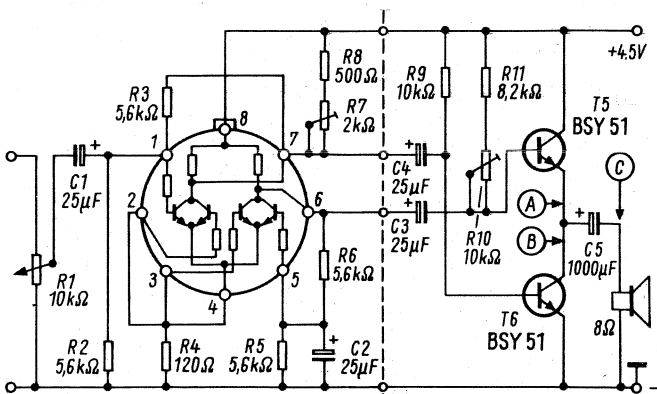 R3
5,6kΩ
8
R8
500Ω
R7
2kΩ
R9
10kΩ
R11
8,2kΩ
+4.5V
T5
BSY 51
1
7
+
C1
25µF
+
C4
25µF
C
2
6
A
+
R1
10kΩ
3
4
5
R6
5,6kΩ
+
C3
25µF
R10
10kΩ
B
C5
1000µF
R2
5,6kΩ
R4
120Ω
R5
5,6kΩ
+
C2
25µF
T6
BSY 51
8Ω
–